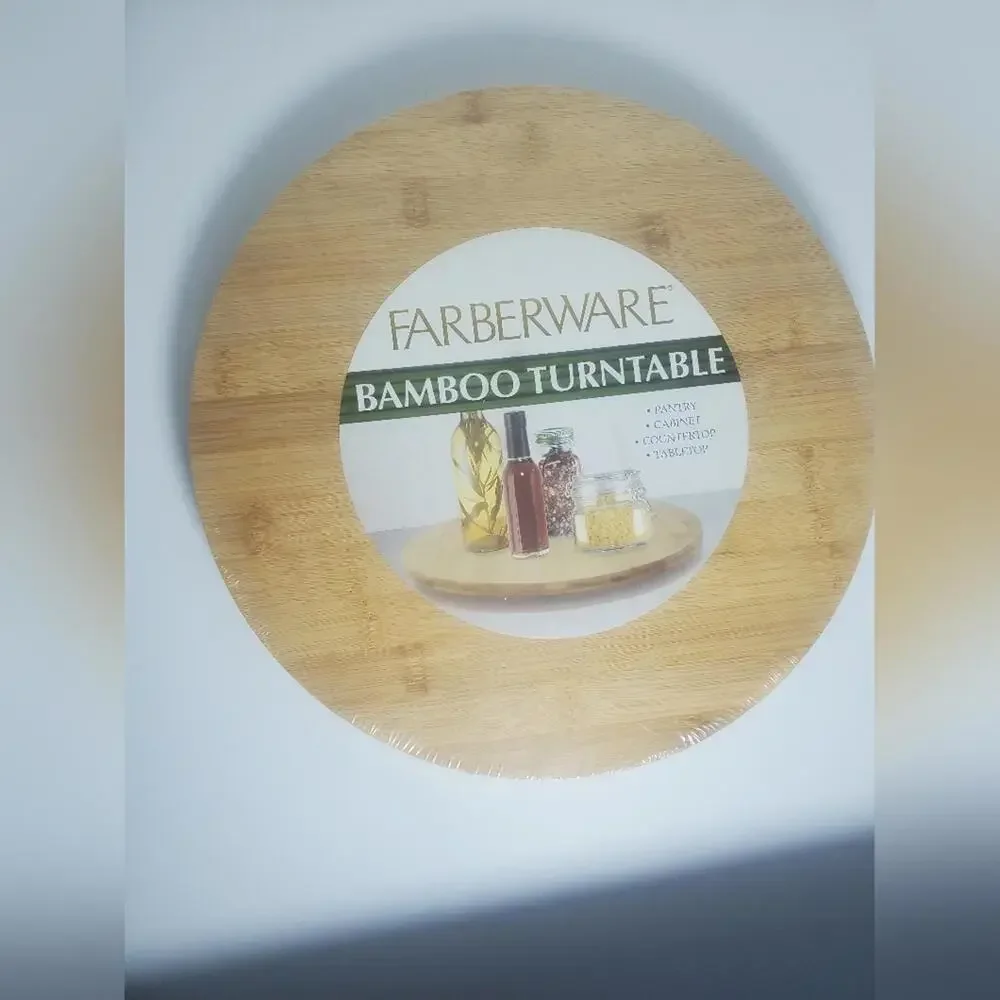 FARBERWARE®
BAMBOO TURNTABLE
• PANTRY
• CABINET
• COUNTERTOP
• TABLETOP